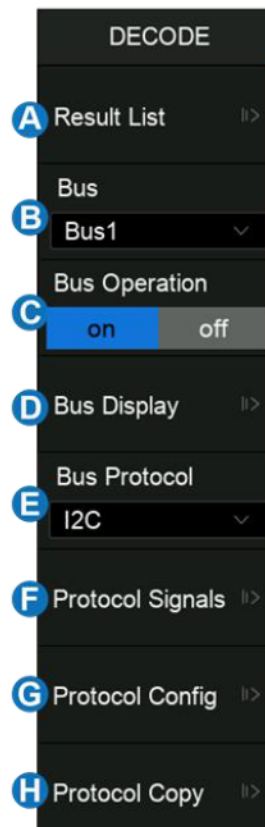 DECODE
A Result List
Bus
B Bus1
Bus Operation
C on off
D Bus Display
Bus Protocol
E I2C
F Protocol Signals
G Protocol Config
H Protocol Copy